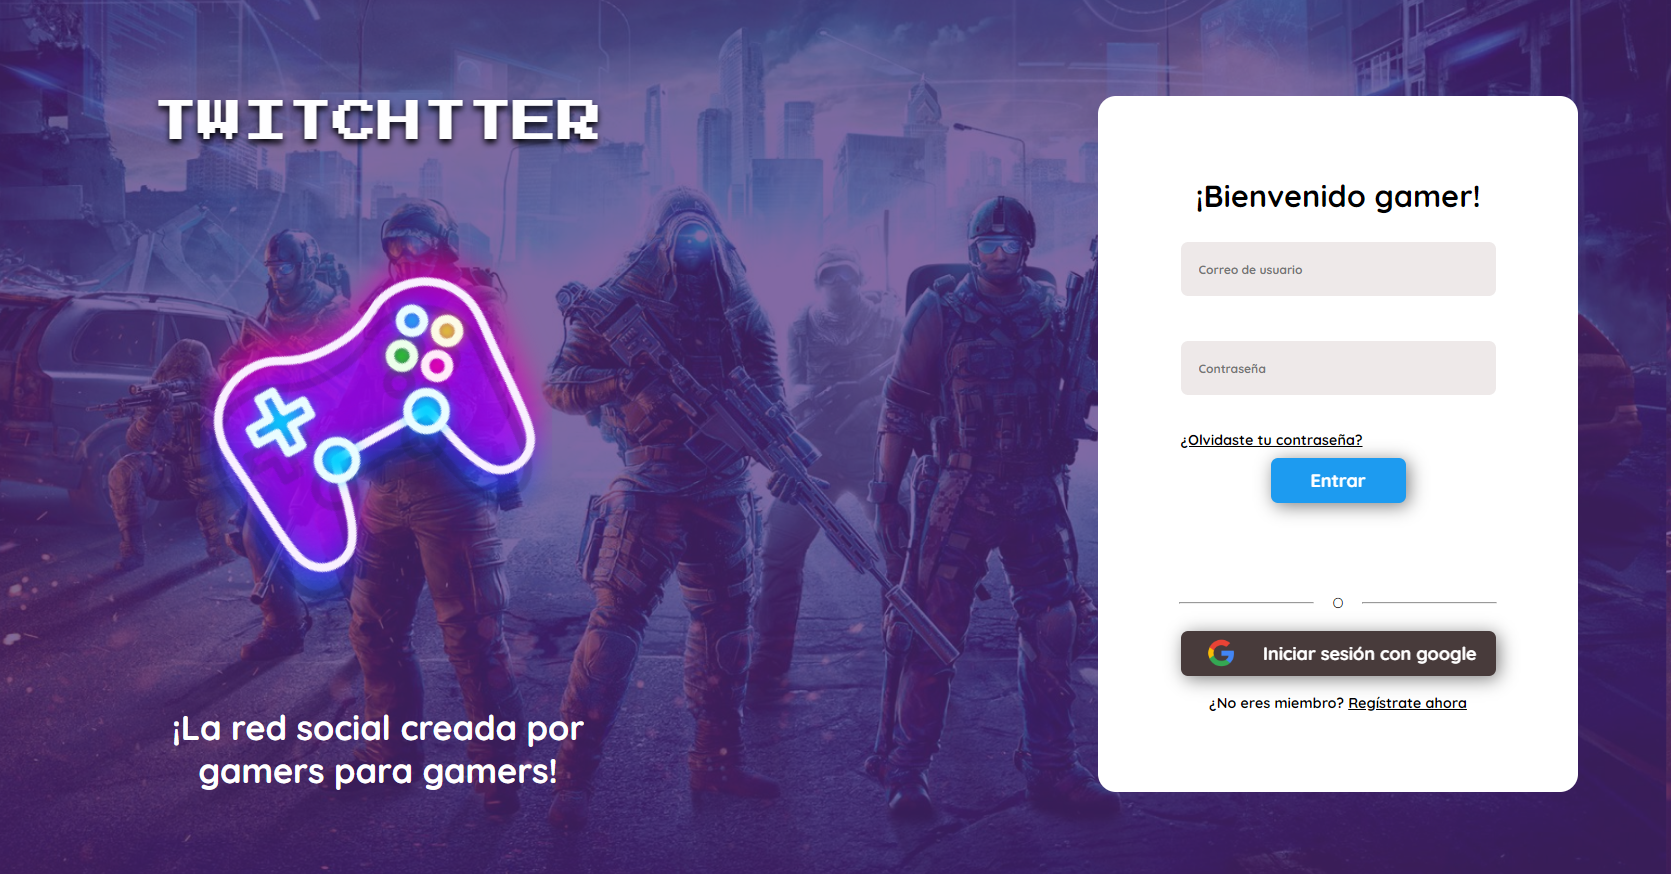 TWITCHTTER
¡Bienvenido gamer!
Correo de usuario
Contraseña
¿Olvidaste tu contraseña?
Entrar
O
Iniciar sesión con google
¿No eres miembro? Regístrate ahora
¡La red social creada por
gamers para gamers!